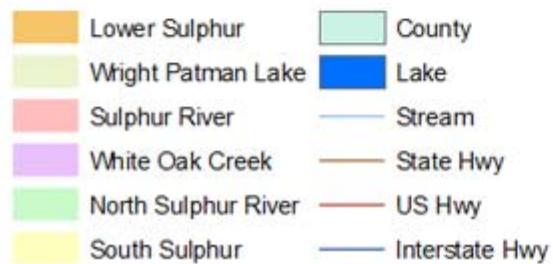 Lower Sulphur
Wright Patman Lake
Sulphur River
White Oak Creek
North Sulphur River
South Sulphur
County
Lake
Stream
State Hwy
US Hwy
Interstate Hwy